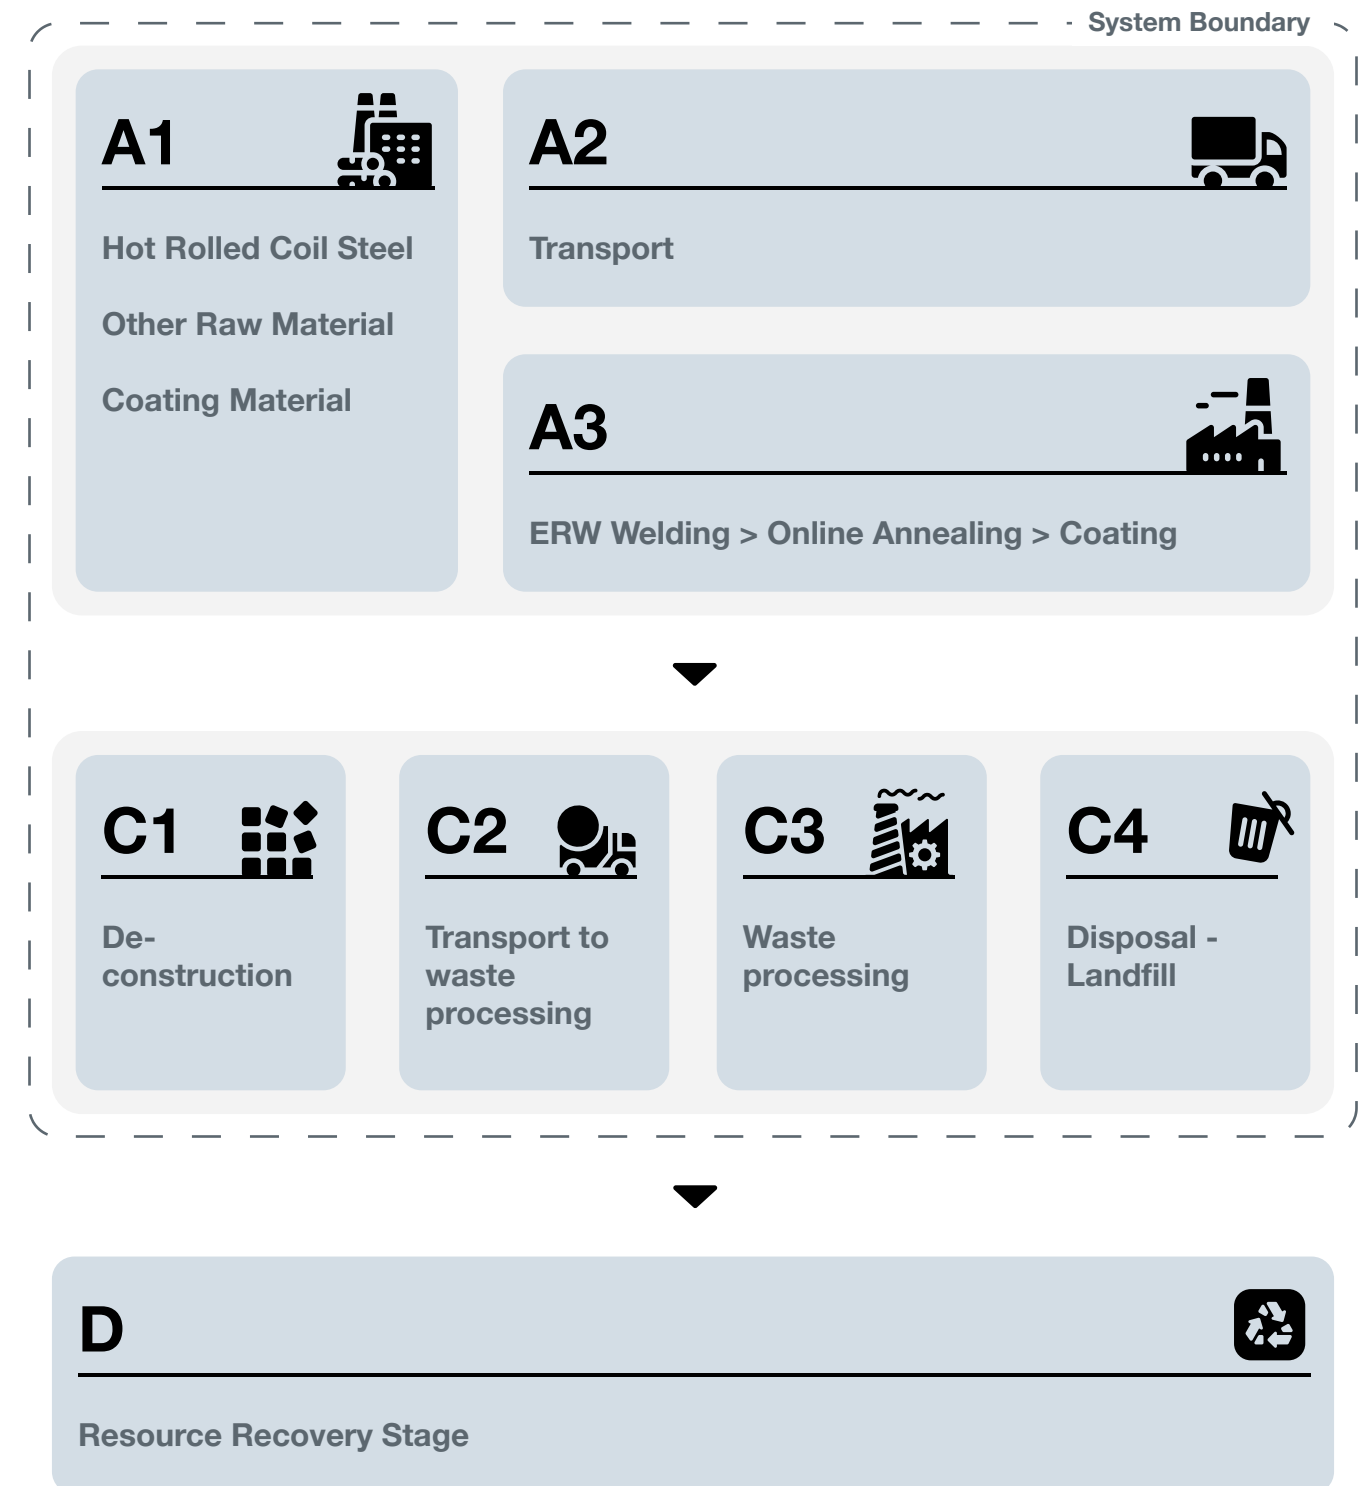 System Boundary
A1
Hot Rolled Coil Steel
Other Raw Material
Coating Material
A2
Transport
A3
ERW Welding > Online Annealing > Coating
C1
De-
construction
C2
Transport to
waste
processing
C3
Waste
processing
C4
Disposal -
Landfill
D
Resource Recovery Stage